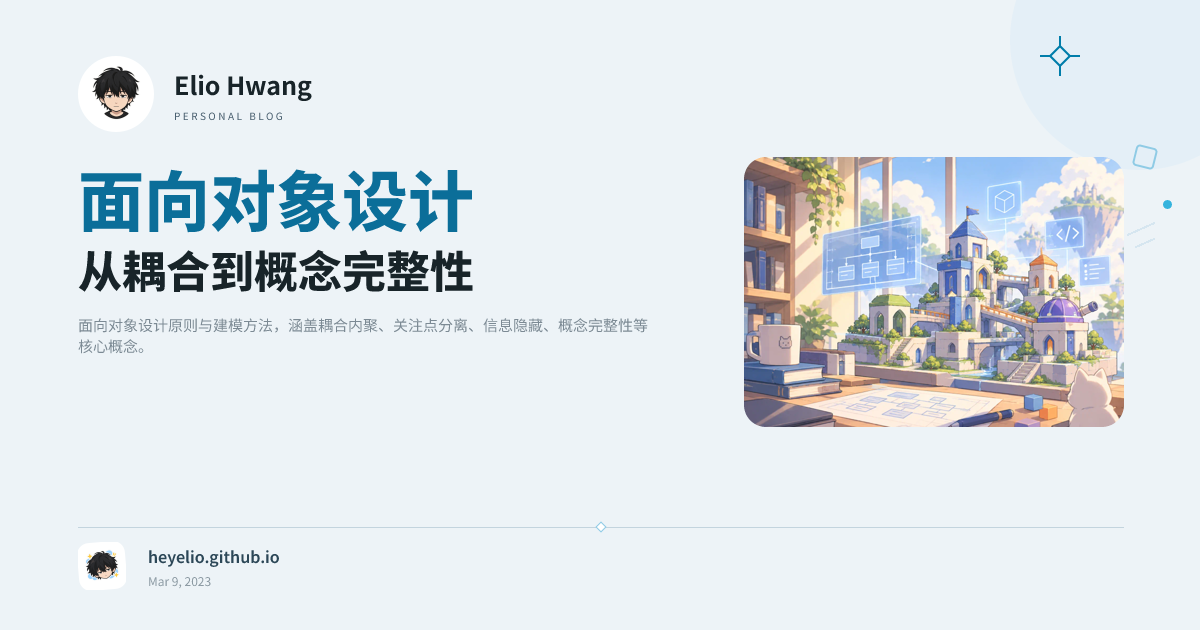 Elio Hwang
PERSONAL BLOG
面向对象设计
从耦合到概念完整性
面向对象设计原则与建模方法，涵盖耦合内聚、关注点分离、信息隐藏、概念完整性等
核心概念。
</>
heyelio.github.io
Mar 9, 2023